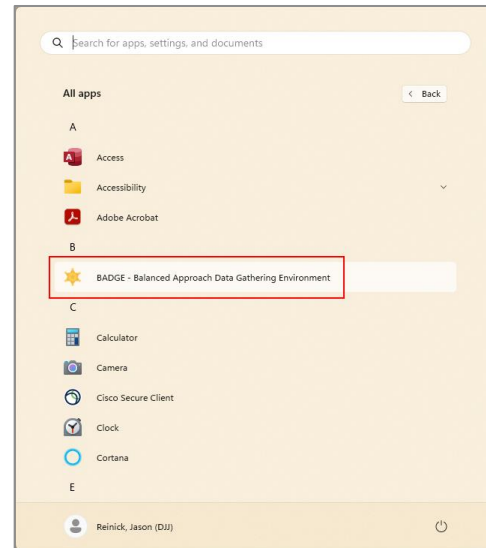 Search for apps, settings, and documents
All apps
Back
A
Access
Accessibility
Adobe Acrobat
B
BADGE - Balanced Approach Data Gathering Environment
C
Calculator
Camera
Cisco Secure Client
Clock
Cortana
E
Reinick, Jason (DJJ)